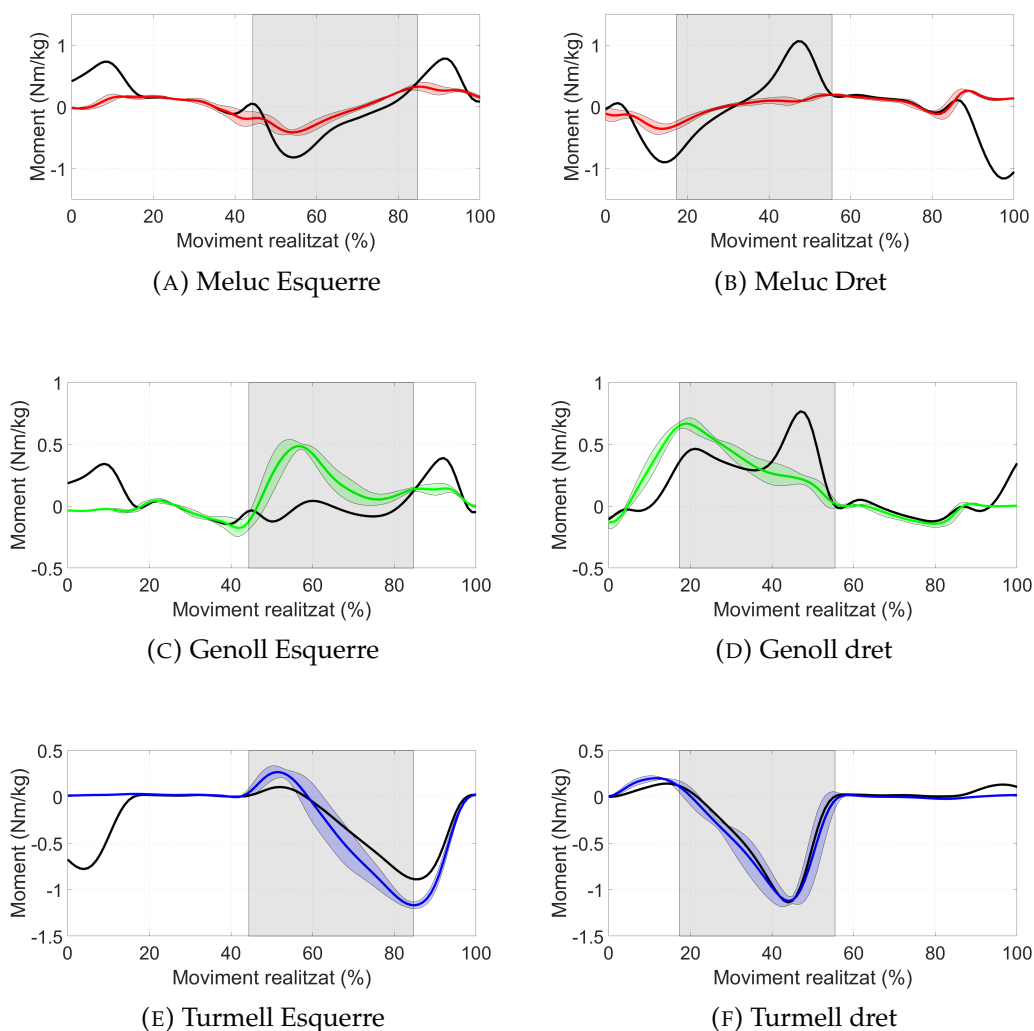 1
0
-1
Moment (Nm/kg)
0 20 40 60 80 100
Moviment realitzat (%)
(A) Meluc Esquerre
1
0
-1
Moment (Nm/kg)
0 20 40 60 80 100
Moviment realitzat (%)
(B) Meluc Dret
1
0.5
0
-0.5
Moment (Nm/kg)
0 20 40 60 80 100
Moviment realitzat (%)
(C) Genoll Esquerre
1
0.5
0
-0.5
Moment (Nm/kg)
0 20 40 60 80 100
Moviment realitzat (%)
(D) Genoll dret
0.5
0
-0.5
-1
-1.5
Moment (Nm/kg)
0 20 40 60 80 100
Moviment realitzat (%)
(E) Turmell Esquerre
0.5
0
-0.5
-1
-1.5
Moment (Nm/kg)
0 20 40 60 80 100
Moviment realitzat (%)
(F) Turmell dret